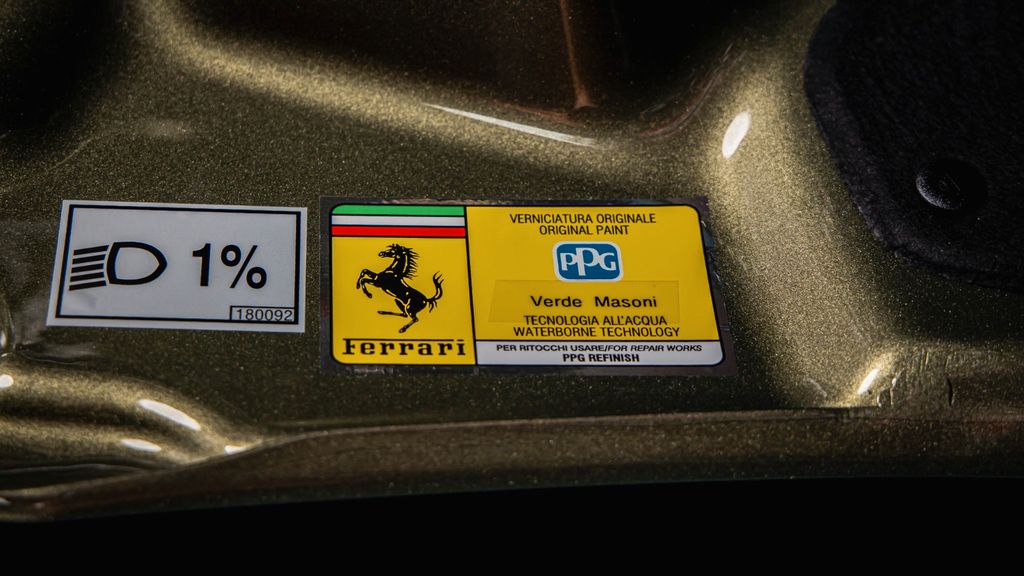 1%
180092
VERNICIATURA ORIGINALE
ORIGINAL PAINT
PPG
Verde Masoni
TECNOLOGIA ALL'ACQUA
WATERBORNE TECHNOLOGY
Ferrari
PER RITOCCHI USARE/FOR REPAIR WORKS
PPG REFINISH